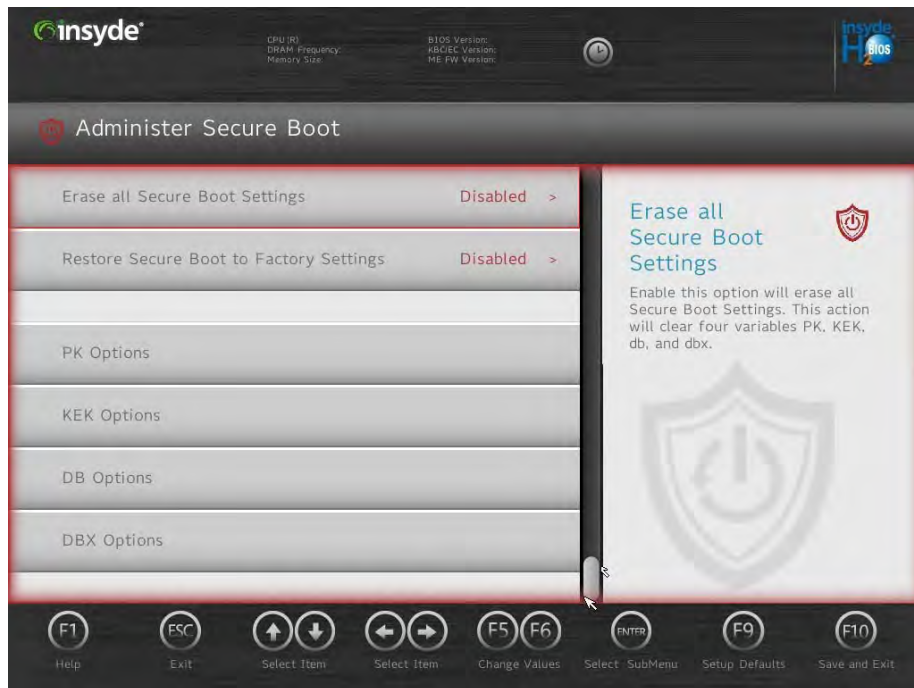 insyde®
CPU (R)
DRAM Frequency:
Memory Size:
BIOS Version:
KBC/EC Version:
ME FW Version:
insyde
H2O BIOS
Administer Secure Boot
Erase all Secure Boot Settings Disabled >
Restore Secure Boot to Factory Settings Disabled >
PK Options
KEK Options
DB Options
DBX Options
Erase all
Secure Boot
Settings
Enable this option will erase all
Secure Boot Settings. This action
will clear four variables PK, KEK,
db, and dbx.
F1
Help
ESC
Exit
Select Item
Select Item
F5 F6
Change Values
ENTER
Select SubMenu
F9
Setup Defaults
F10
Save and Exit